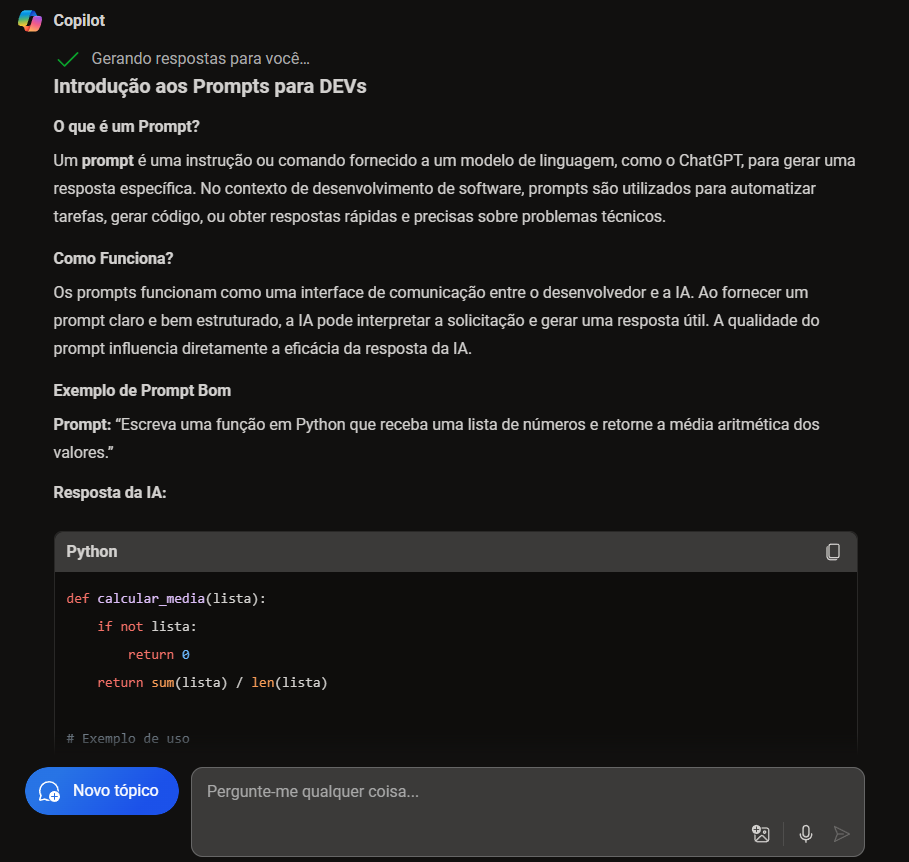 Copilot
Gerando respostas para você…
Introdução aos Prompts para DEVs
O que é um Prompt?
Um prompt é uma instrução ou comando fornecido a um modelo de linguagem, como o ChatGPT, para gerar uma
resposta específica. No contexto de desenvolvimento de software, prompts são utilizados para automatizar
tarefas, gerar código, ou obter respostas rápidas e precisas sobre problemas técnicos.
Como Funciona?
Os prompts funcionam como uma interface de comunicação entre o desenvolvedor e a IA. Ao fornecer um
prompt claro e bem estruturado, a IA pode interpretar a solicitação e gerar uma resposta útil. A qualidade do
prompt influencia diretamente a eficácia da resposta da IA.
Exemplo de Prompt Bom
Prompt: “Escreva uma função em Python que receba uma lista de números e retorne a média aritmética dos
valores.”
Resposta da IA:
Python
def calcular_media(lista):
    if not lista:
        return 0
    return sum(lista) / len(lista)
# Exemplo de uso
Novo tópico
Pergunte-me qualquer coisa...